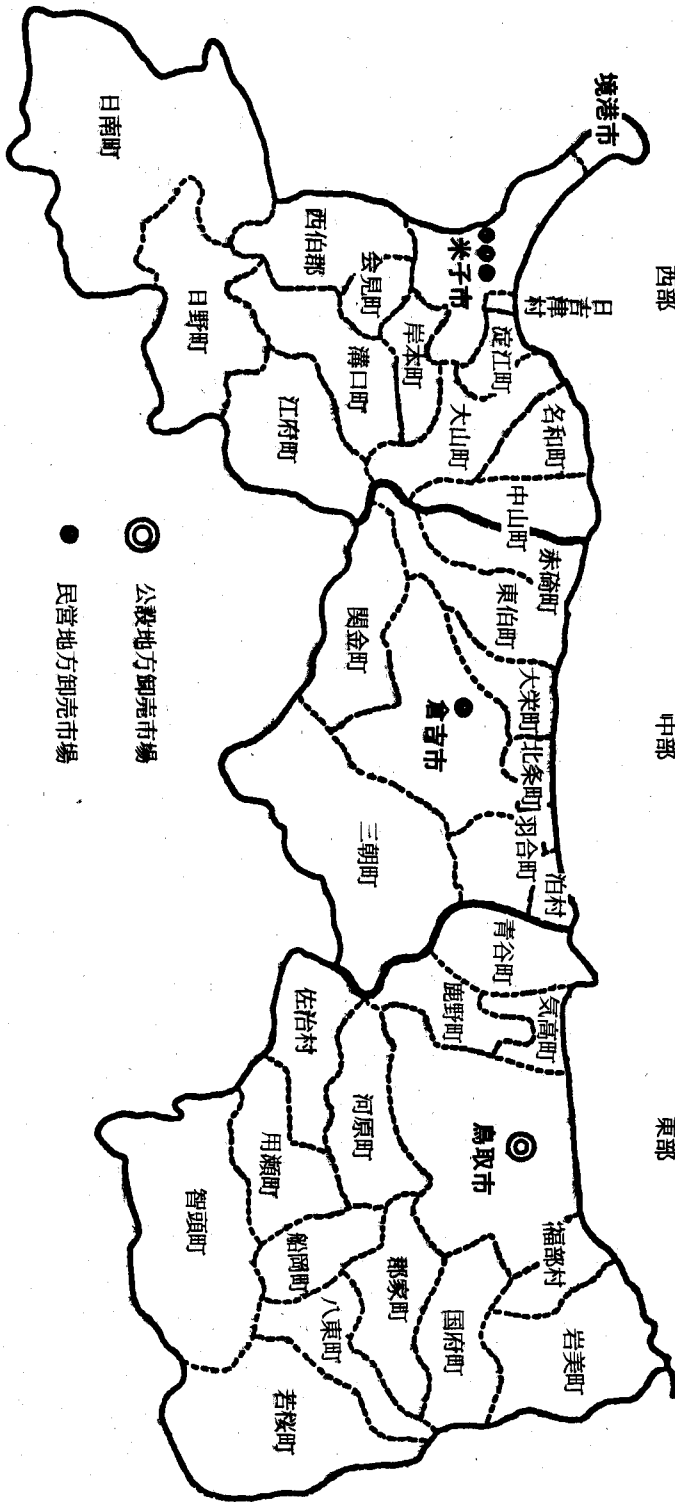 西部
中部
東部
境港市
米子市
日吉津村
淀江町
名和町
大山町
中山町
岸本町
会見町
西伯郡
溝口町
江府町
日野町
日南町
赤碕町
東伯町
大栄町
北条町
羽合町
泊村
倉吉市
関金町
三朝町
青谷町
気高町
鹿野町
鳥取市
福部村
岩美町
国府町
郡家町
河原町
佐治村
用瀬町
船岡町
八東町
智頭町
若桜町
公設地方卸売市場
民営地方卸売市場